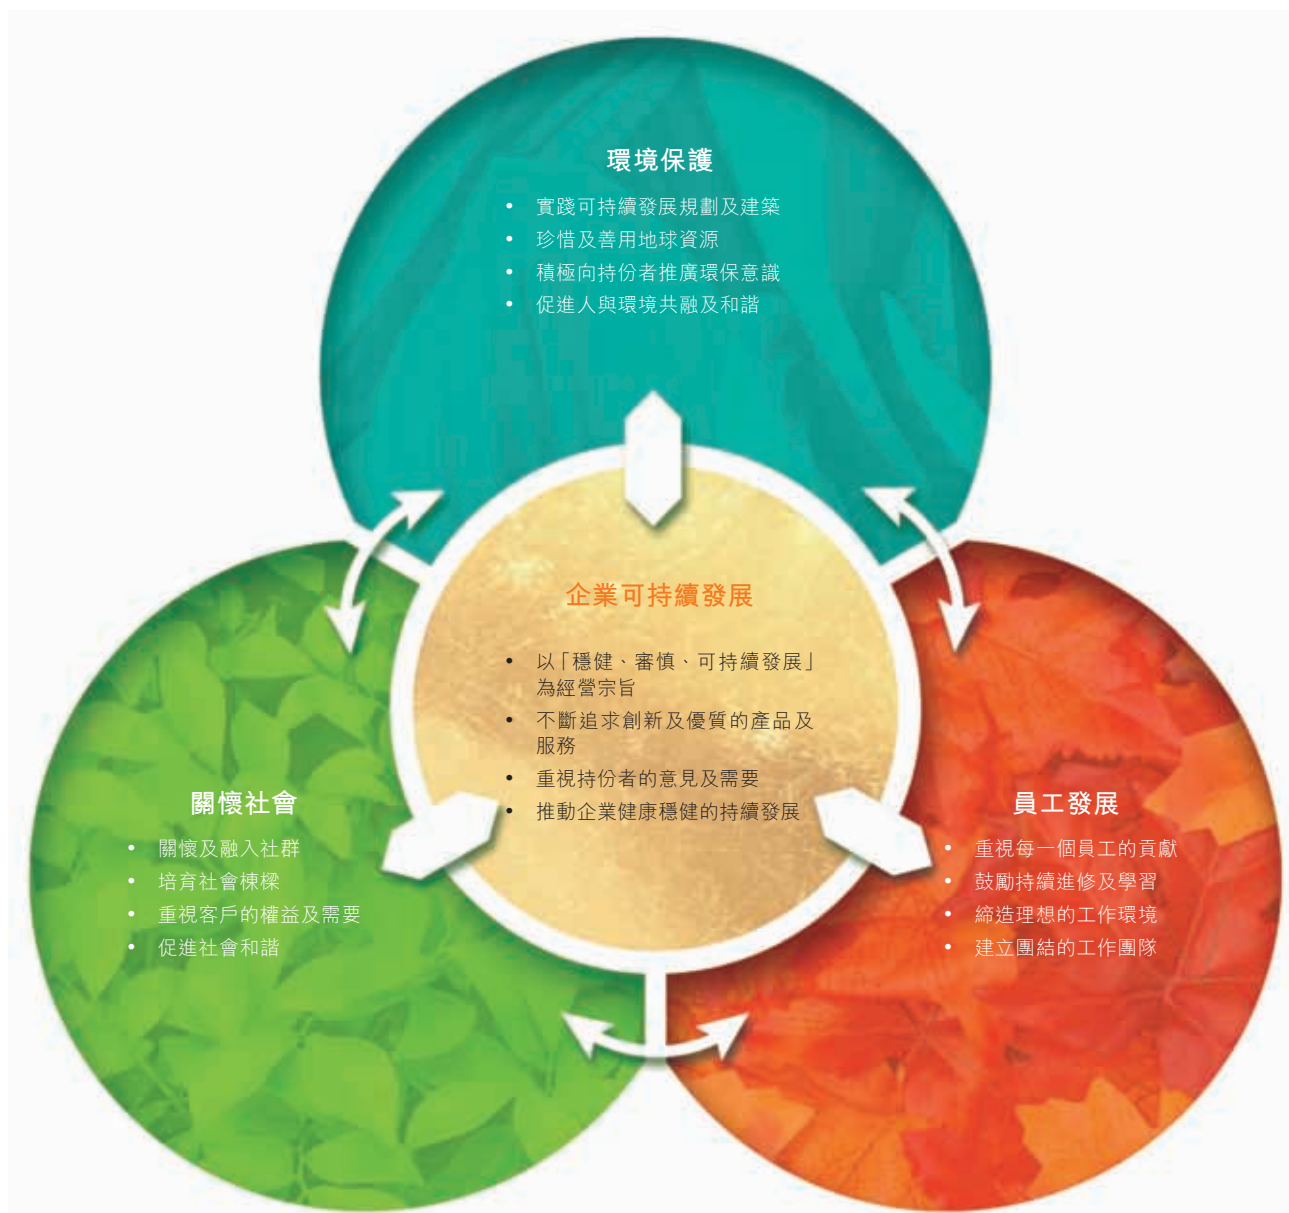 環境保護
• 實踐可持續發展規劃及建築
• 珍惜及善用地球資源
• 積極向持份者推廣環保意識
• 促進人與環境共融及和諧
企業可持續發展
• 以「穩健、審慎、可持續發展」
為經營宗旨
• 不斷追求創新及優質的產品及
服務
• 重視持份者的意見及需要
• 推動企業健康穩健的持續發展
關懷社會
• 關懷及融入社群
• 培育社會棟樑
• 重視客戶的權益及需要
• 促進社會和諧
員工發展
• 重視每一個員工的貢獻
• 鼓勵持續進修及學習
• 締造理想的工作環境
• 建立團結的工作團隊